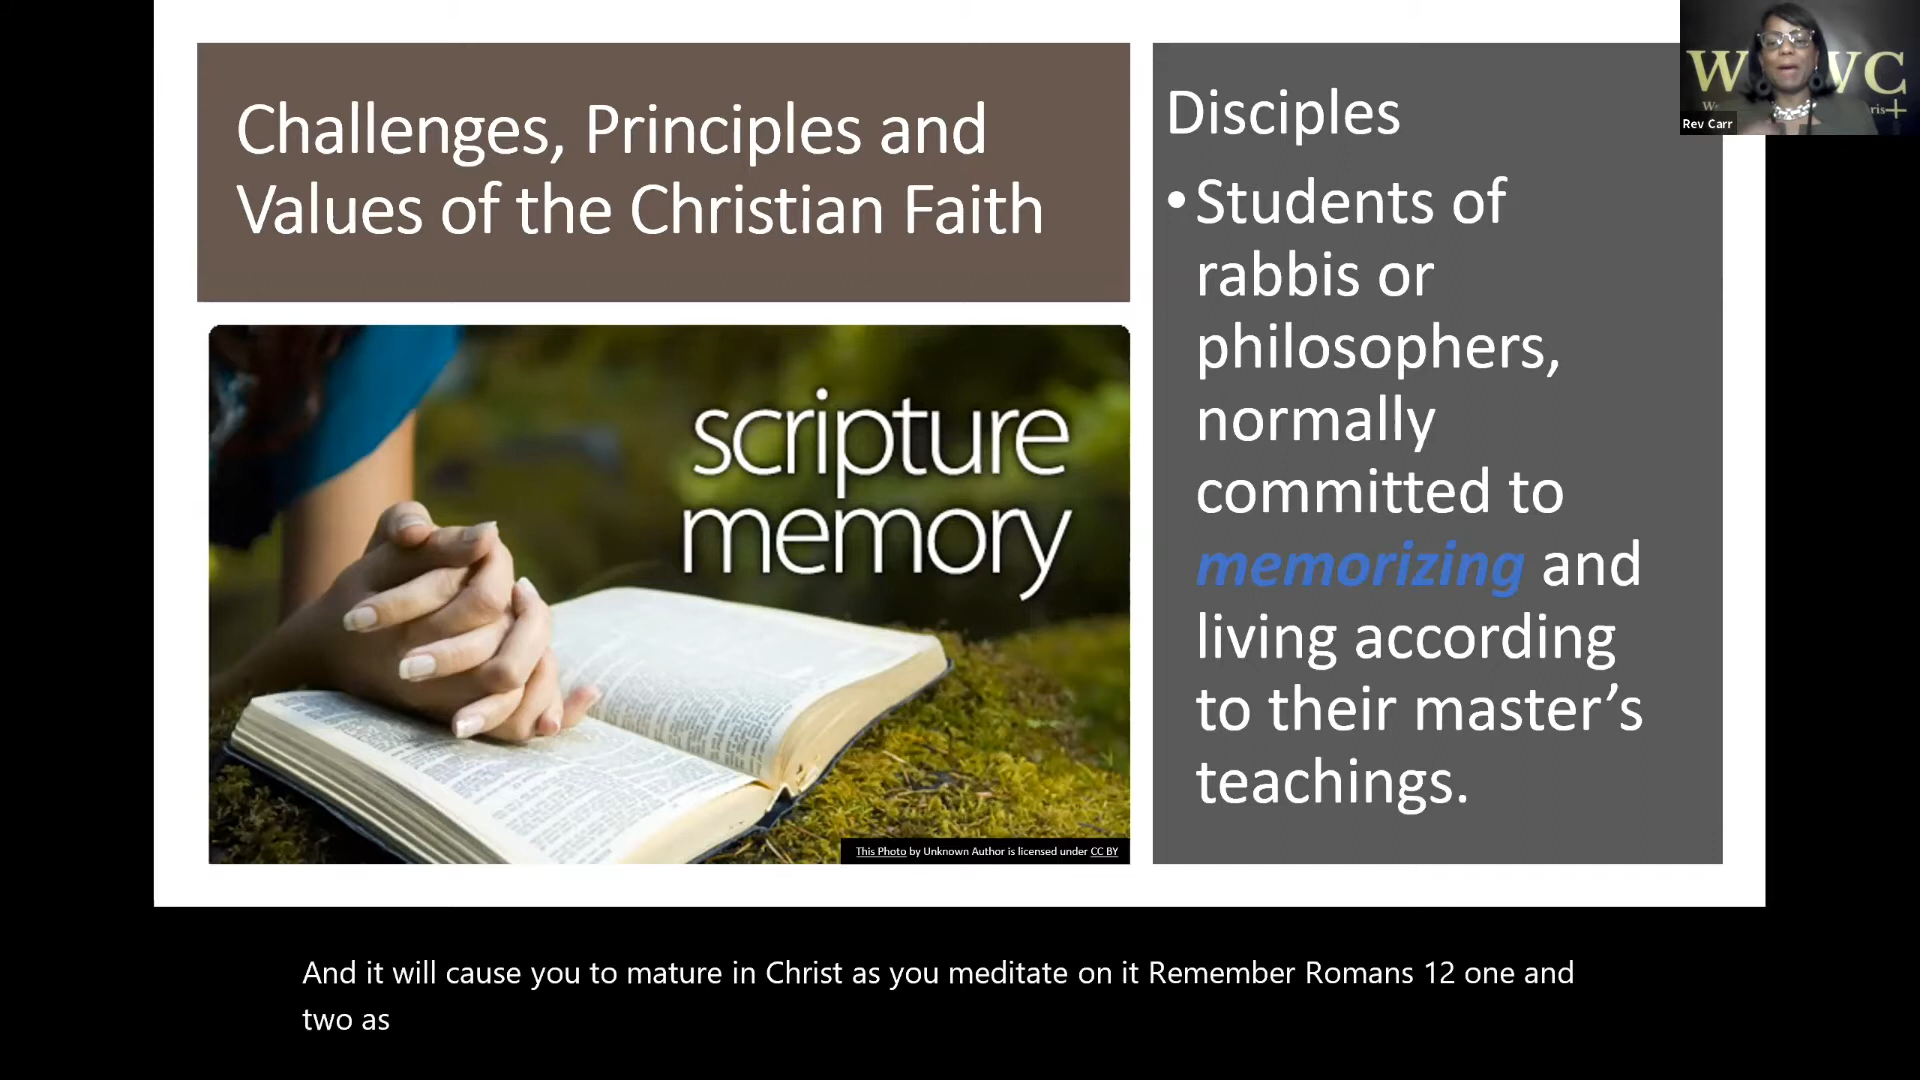 Challenges, Principles and
Values of the Christian Faith
scripture
memory
This Photo by Unknown Author is licensed under CC BY
Disciples
• Students of
rabbis or
philosophers,
normally
committed to
memorizing and
living according
to their master’s
teachings.
Rev Carr
And it will cause you to mature in Christ as you meditate on it Remember Romans 12 one and
two as